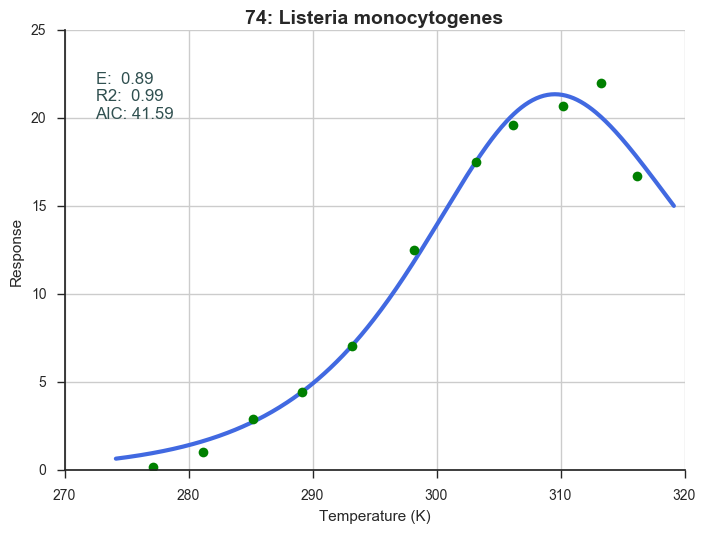 74: Listeria monocytogenes
E: 0.89
R2: 0.99
AIC: 41.59
Response
25
20
15
10
5
0
270 280 290 300 310 320
Temperature (K)